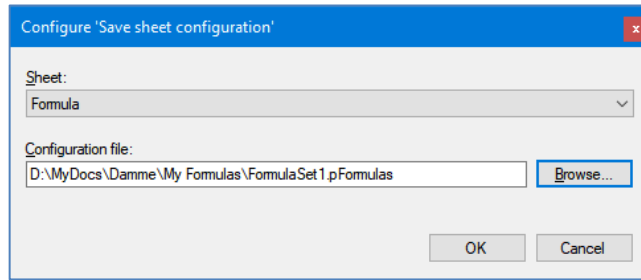 Configure 'Save sheet configuration'
x
Sheet:
Formula
Configuration file:
D:\MyDocs\Damme\My Formulas\FormulaSet1.pFormulas
Browse...
OK
Cancel